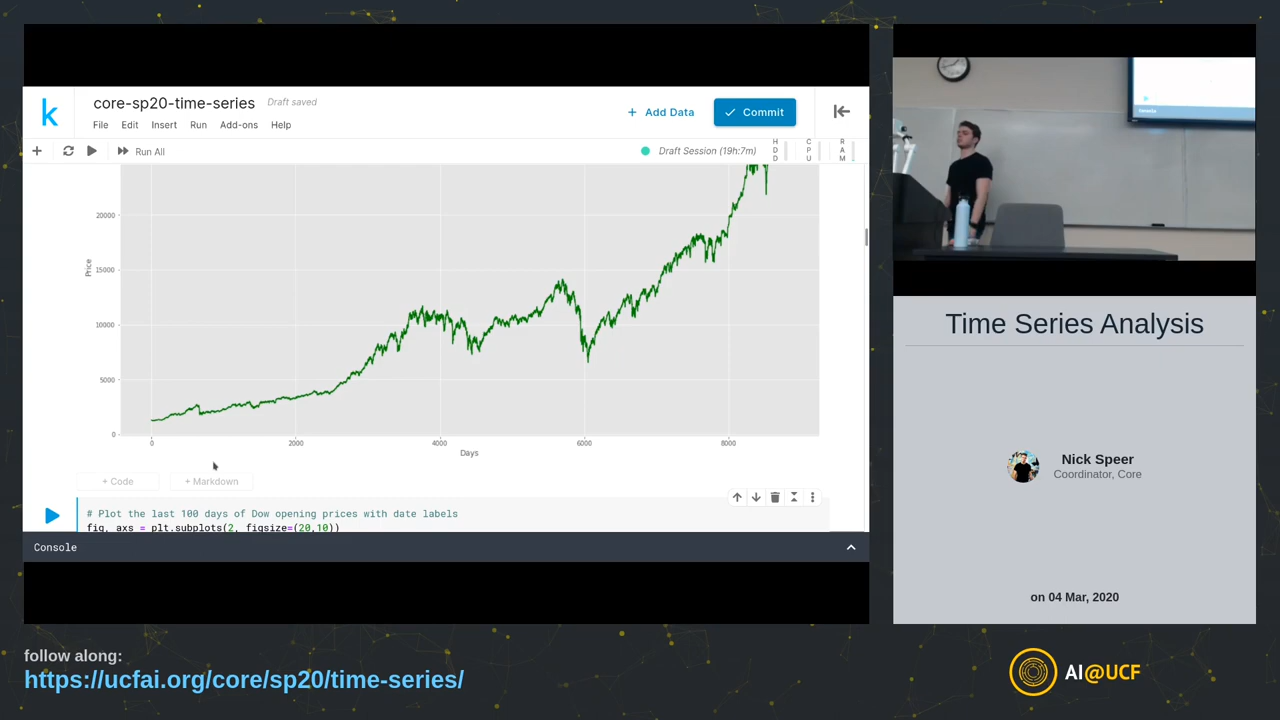 core-sp20-time-series
Draft saved
File Edit Insert Run Add-ons Help
+ Add Data
Commit
Run All
Draft Session (19h:7m)
HDD
CPU
RAM
20000
15000
10000
5000
0
Price
0 2000 4000 6000 8000
Days
+ Code
+ Markdown
# Plot the last 100 days of Dow opening prices with date labels
fig, axs = plt.subplots(2, figsize=(20,10))
Console
Time Series Analysis
Nick Speer
Coordinator, Core
on 04 Mar, 2020
follow along:
https://ucfai.org/core/sp20/time-series/
AI@UCF